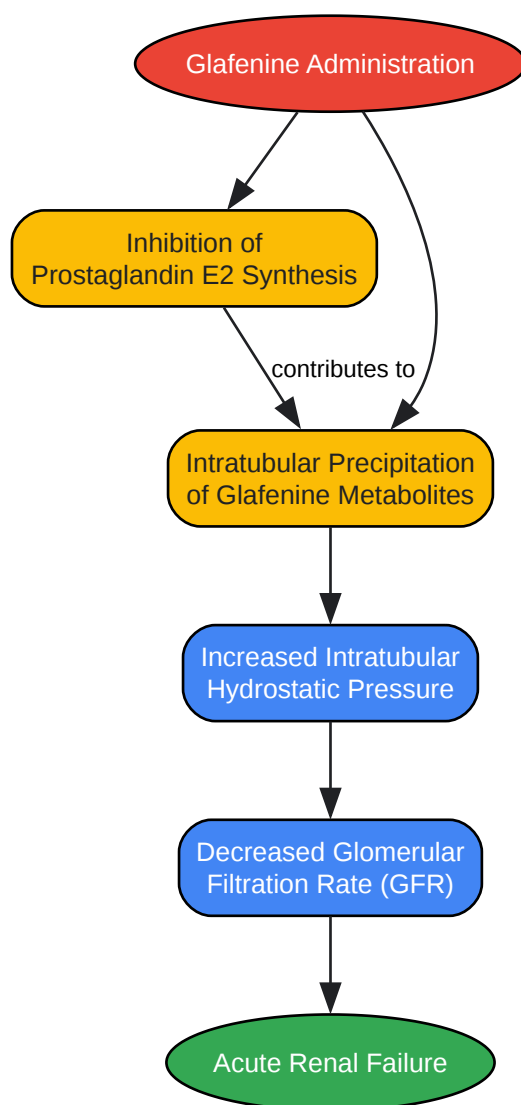 Glafenine Administration
Inhibition of
Prostaglandin E2 Synthesis
contributes to
Intratubular Precipitation
of Glafenine Metabolites
Increased Intratubular
Hydrostatic Pressure
Decreased Glomerular
Filtration Rate (GFR)
Acute Renal Failure